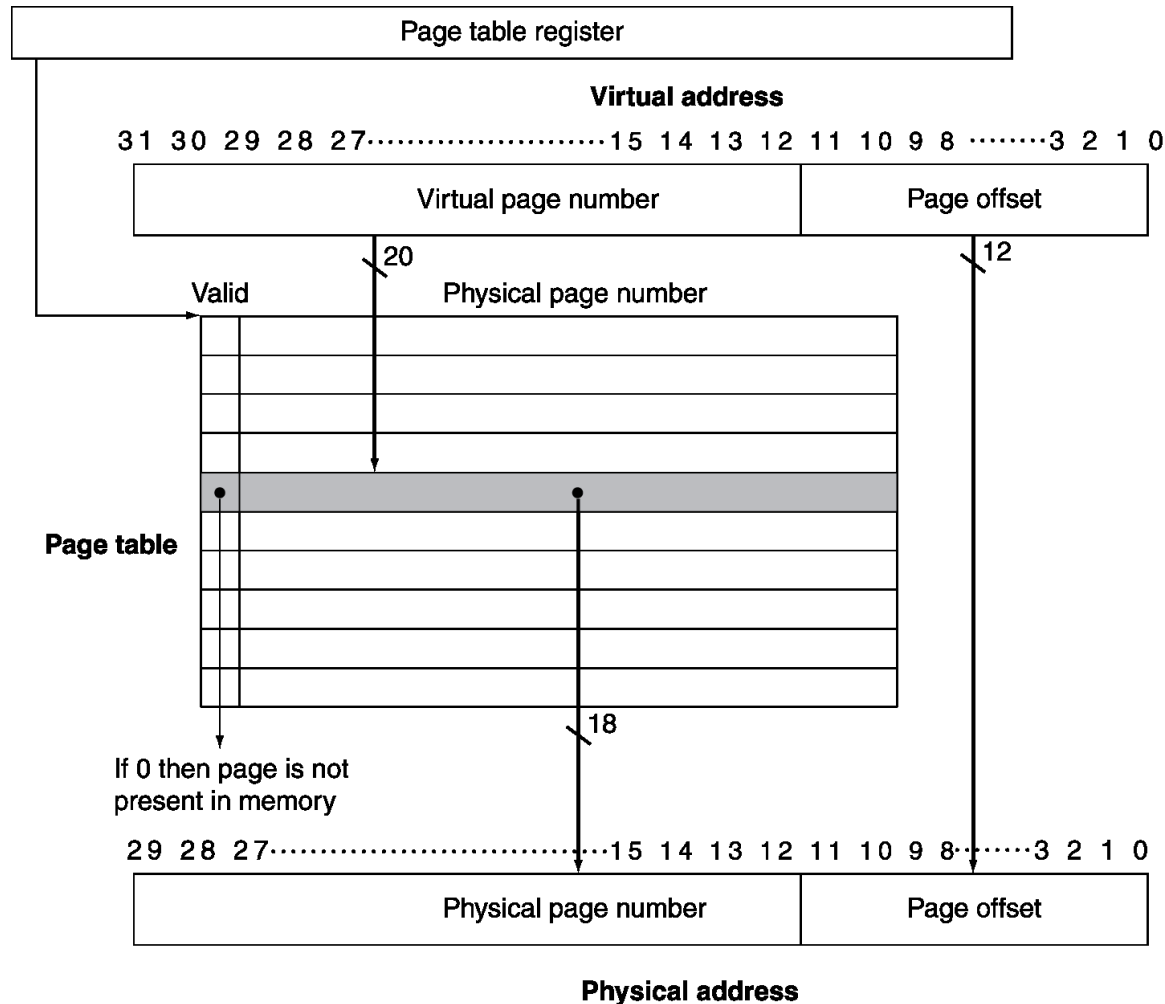 Page table register
Virtual address
31 30 29 28 27........................15 14 13 12 11 10 9 8 ........3 2 1 0
Virtual page number Page offset
20 12
Valid Physical page number
Page table
18
If 0 then page is not
present in memory
29 28 27..................................15 14 13 12 11 10 9 8........3 2 1 0
Physical page number Page offset
Physical address